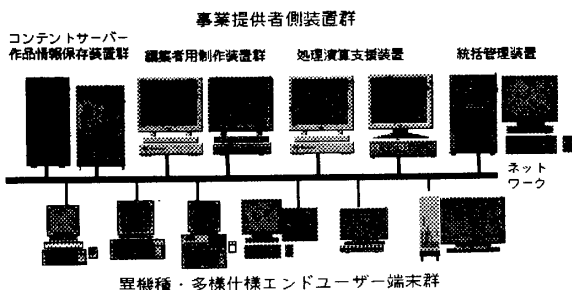 事業提供者側装置群
コンテントサーバー
作品情報保存装置群
編集者用制作装置群
処理演算支援装置
統括管理装置
ネット
ワーク
異機種・多様仕様エンドユーザー端末群